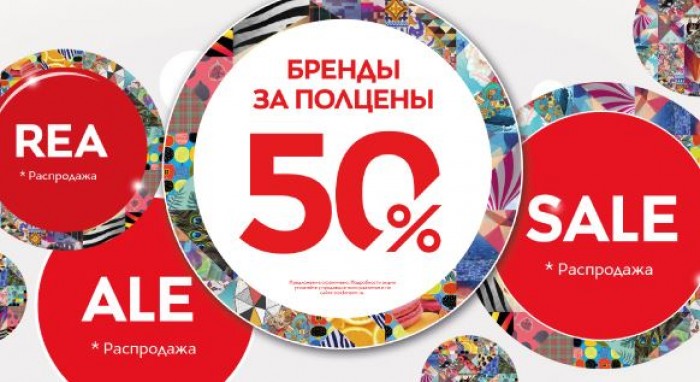 БРЕНДЫ
ЗА ПОЛЦЕНЫ
50%
REA
* Распродажа
ALE
* Распродажа
SALE
* Распродажа